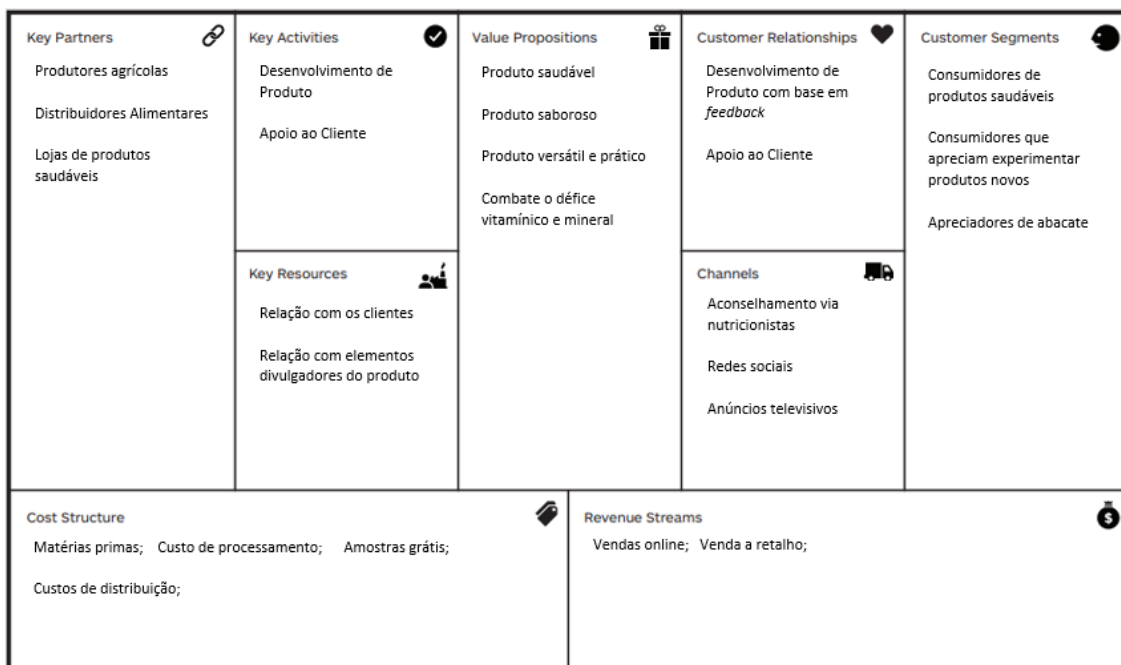 Key Partners
Produtores agrícolas
Distribuidores Alimentares
Lojas de produtos
saudáveis
Key Activities
Desenvolvimento de
Produto
Apoio ao Cliente
Key Resources
Relação com os clientes
Relação com elementos
divulgadores do produto
Value Propositions
Produto saudável
Produto saboroso
Produto versátil e prático
Combate o défice
vitamínico e mineral
Customer Relationships
Desenvolvimento de
Produto com base em
feedback
Apoio ao Cliente
Channels
Aconselhamento via
nutricionistas
Redes sociais
Anúncios televisivos
Customer Segments
Consumidores de
produtos saudáveis
Consumidores que
apreciam experimentar
produtos novos
Apreciadores de abacate
Cost Structure
Matérias primas; Custo de processamento; Amostras grátis;
Custos de distribuição;
Revenue Streams
Vendas online; Venda a retalho;
$